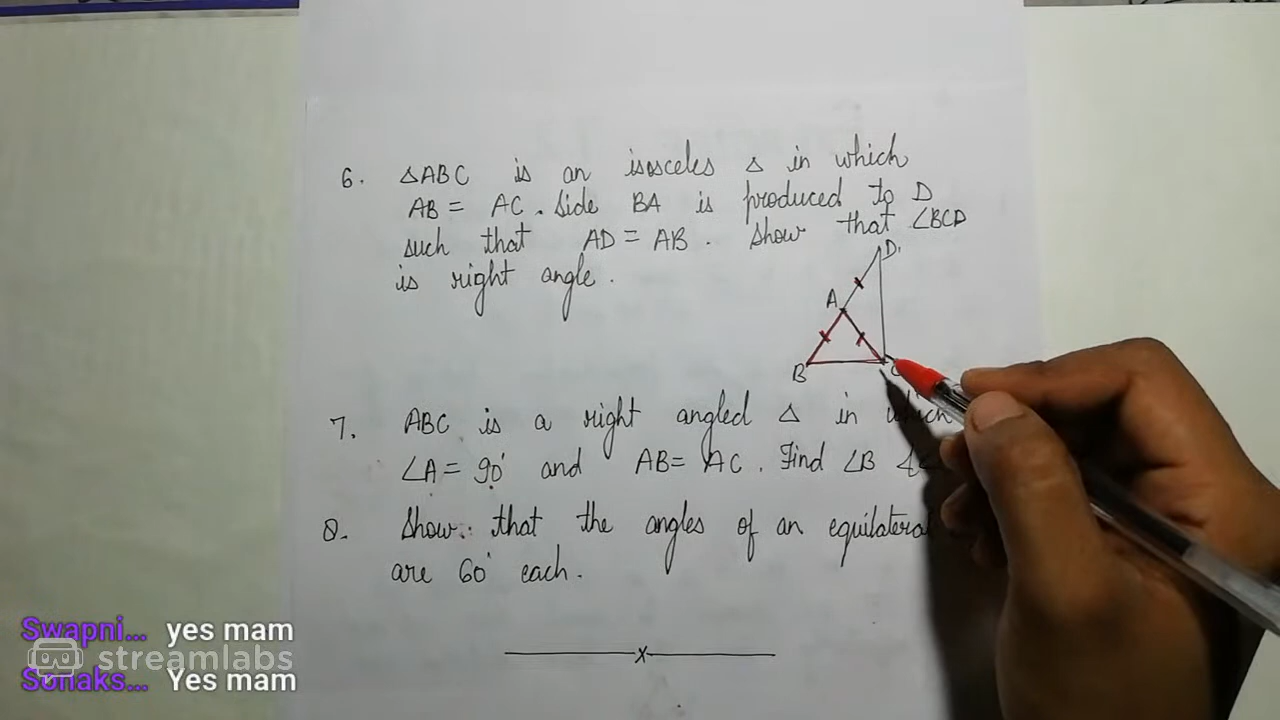 6. △ABC is an isosceles △ in which
AB = AC. Side BA is produced to D
such that AD = AB. Show that ∠BCD
is right angle.
D
A
B
7. ABC is a right angled △ in which
∠A = 90° and AB = AC. Find ∠B
8. Show that the angles of an equilateral
are 60° each.
x
Swapni... yes mam
streamlabs
Sonaks... Yes mam